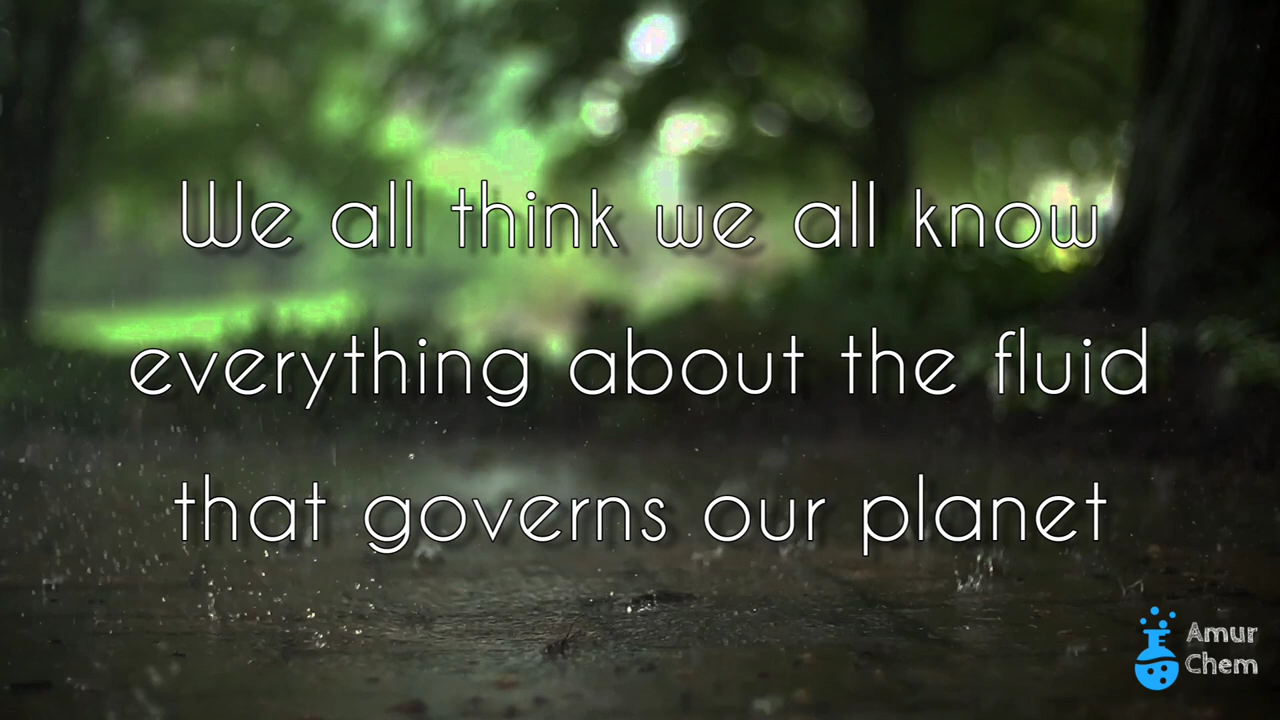 We all think we all know
everything about the fluid
that governs our planet
Amur
Chem